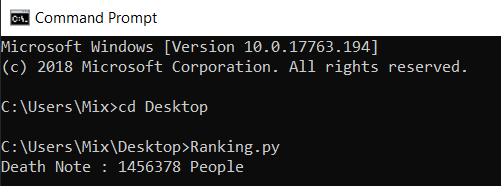 Command Prompt
Microsoft Windows [Version 10.0.17763.194]
(c) 2018 Microsoft Corporation. All rights reserved.
C:\Users\Mix>cd Desktop
C:\Users\Mix\Desktop>Ranking.py
Death Note : 1456378 People